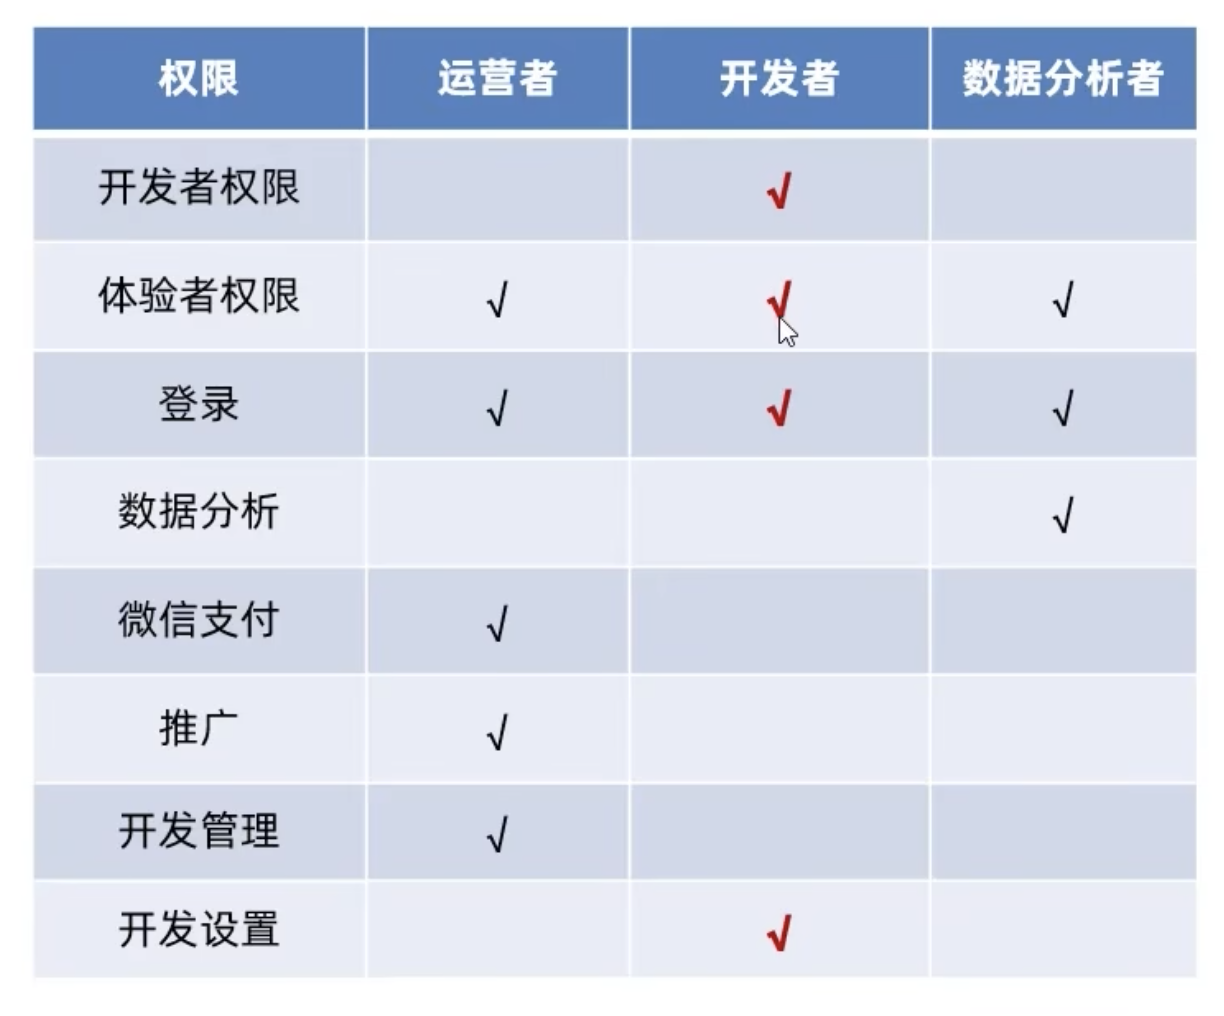 权限 运营者 开发者 数据分析者
开发者权限 √
体验者权限 √ √ √
登录 √ √ √
数据分析 √
微信支付 √
推广 √
开发管理 √
开发设置 √